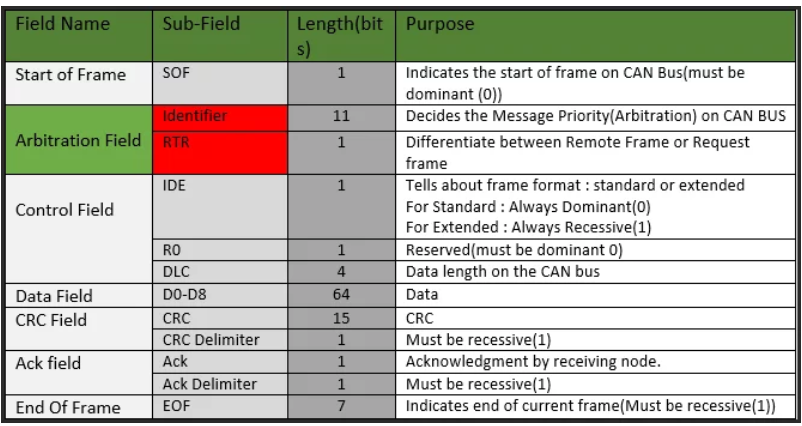 Field Name Sub-Field Length(bit
s) Purpose
Start of Frame SOF 1 Indicates the start of frame on CAN Bus(must be
dominant (0))
Arbitration Field Identifier 11 Decides the Message Priority(Arbitration) on CAN BUS
RTR 1 Differentiate between Remote Frame or Request
frame
Control Field IDE 1 Tells about frame format : standard or extended
For Standard : Always Dominant(0)
For Extended : Always Recessive(1)
R0 1 Reserved(must be dominant 0)
DLC 4 Data length on the CAN bus
Data Field D0-D8 64 Data
CRC Field CRC 15 CRC
CRC Delimiter 1 Must be recessive(1)
Ack field Ack 1 Acknowledgment by receiving node.
Ack Delimiter 1 Must be recessive(1)
End Of Frame EOF 7 Indicates end of current frame(Must be recessive(1))